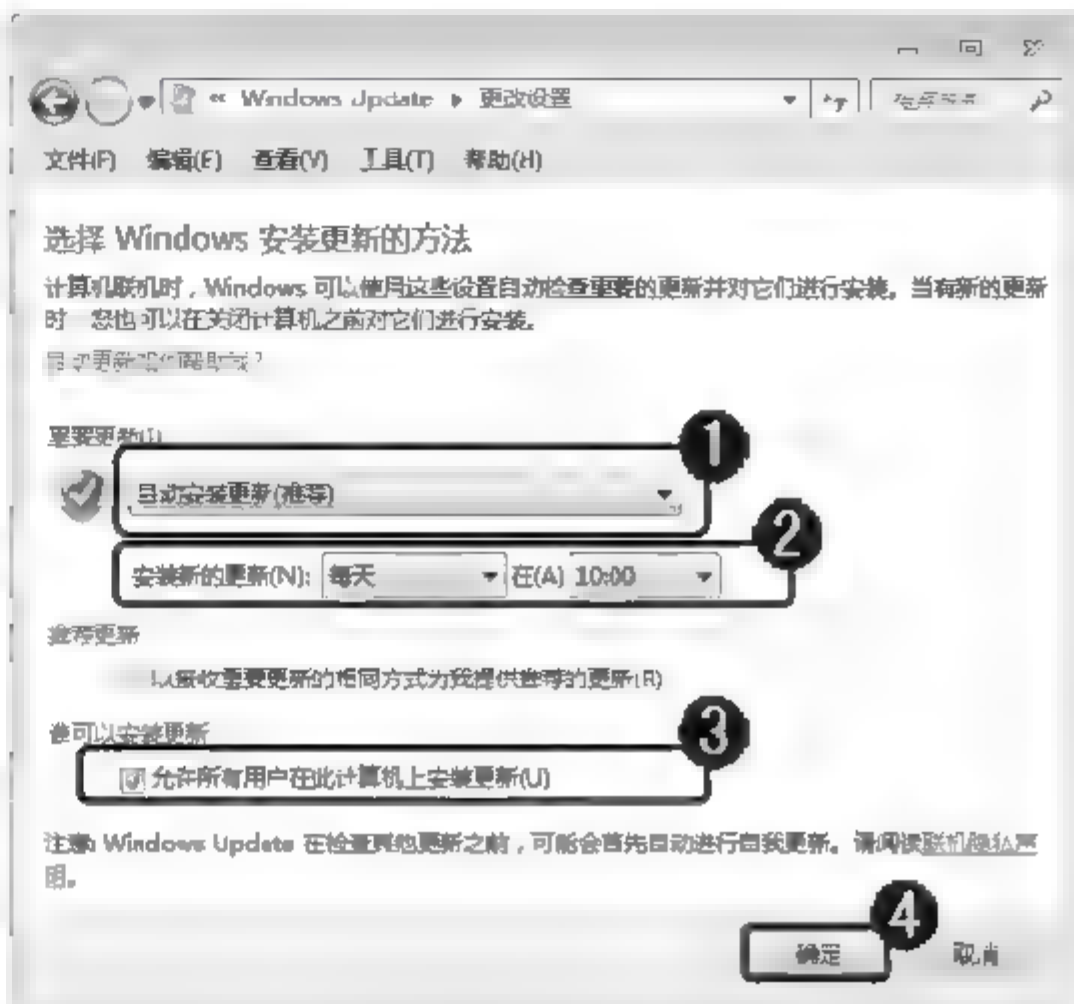 « Windows Update ▸ 更改设置
文件(F) 编辑(E) 查看(V) 工具(T) 帮助(H)
选择 Windows 安装更新的方法
计算机联机时，Windows 可以使用这些设置自动检查重要的更新并对它们进行安装。当有新的更新
时 您也可以在关闭计算机之前对它们进行安装。
重要更新(I)
1
自动安装更新(推荐)
2
安装新的更新(N): 每天 在(A) 10:00
推荐更新
以接收重要更新的相同方式为我提供推荐的更新(R)
3
谁可以安装更新
允许所有用户在此计算机上安装更新(U)
注意: Windows Update 在检查其他更新之前，可能会首先自动进行自我更新。请阅读联机隐私声
明。
4
确定 取消